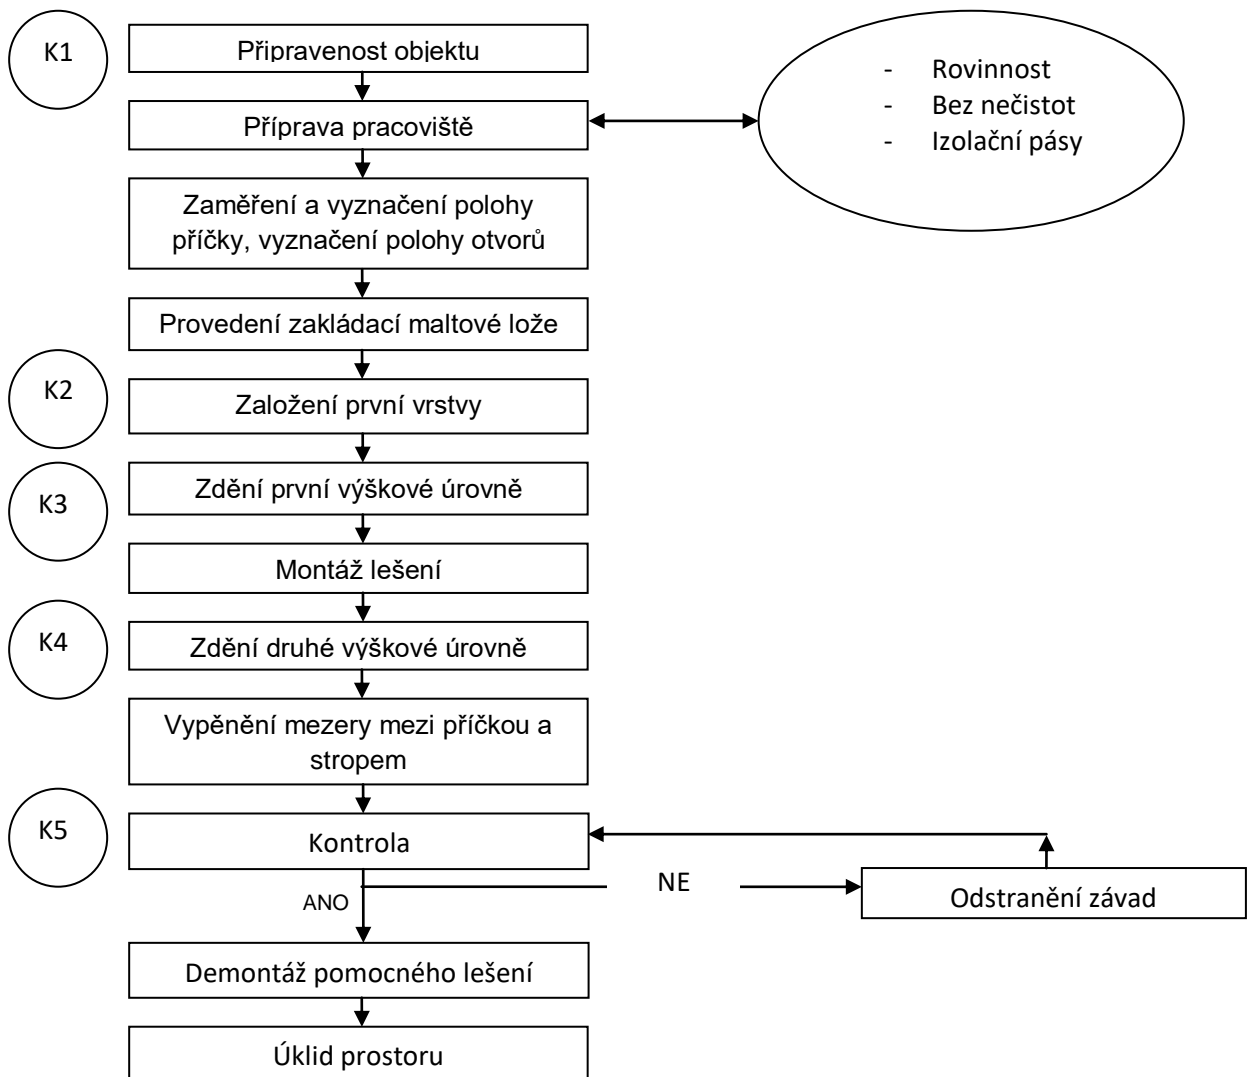 K1
Připravenost objektu
- Rovinnost
- Bez nečistot
- Izolační pásy
Příprava pracoviště
Zaměření a vyznačení polohy
příčky, vyznačení polohy otvorů
Provedení zakládací maltové lože
K2
Založení první vrstvy
K3
Zdění první výškové úrovně
Montáž lešení
K4
Zdění druhé výškové úrovně
Vypěnění mezery mezi příčkou a
stropem
K5
Kontrola
NE
Odstranění závad
ANO
Demontáž pomocného lešení
Úklid prostoru